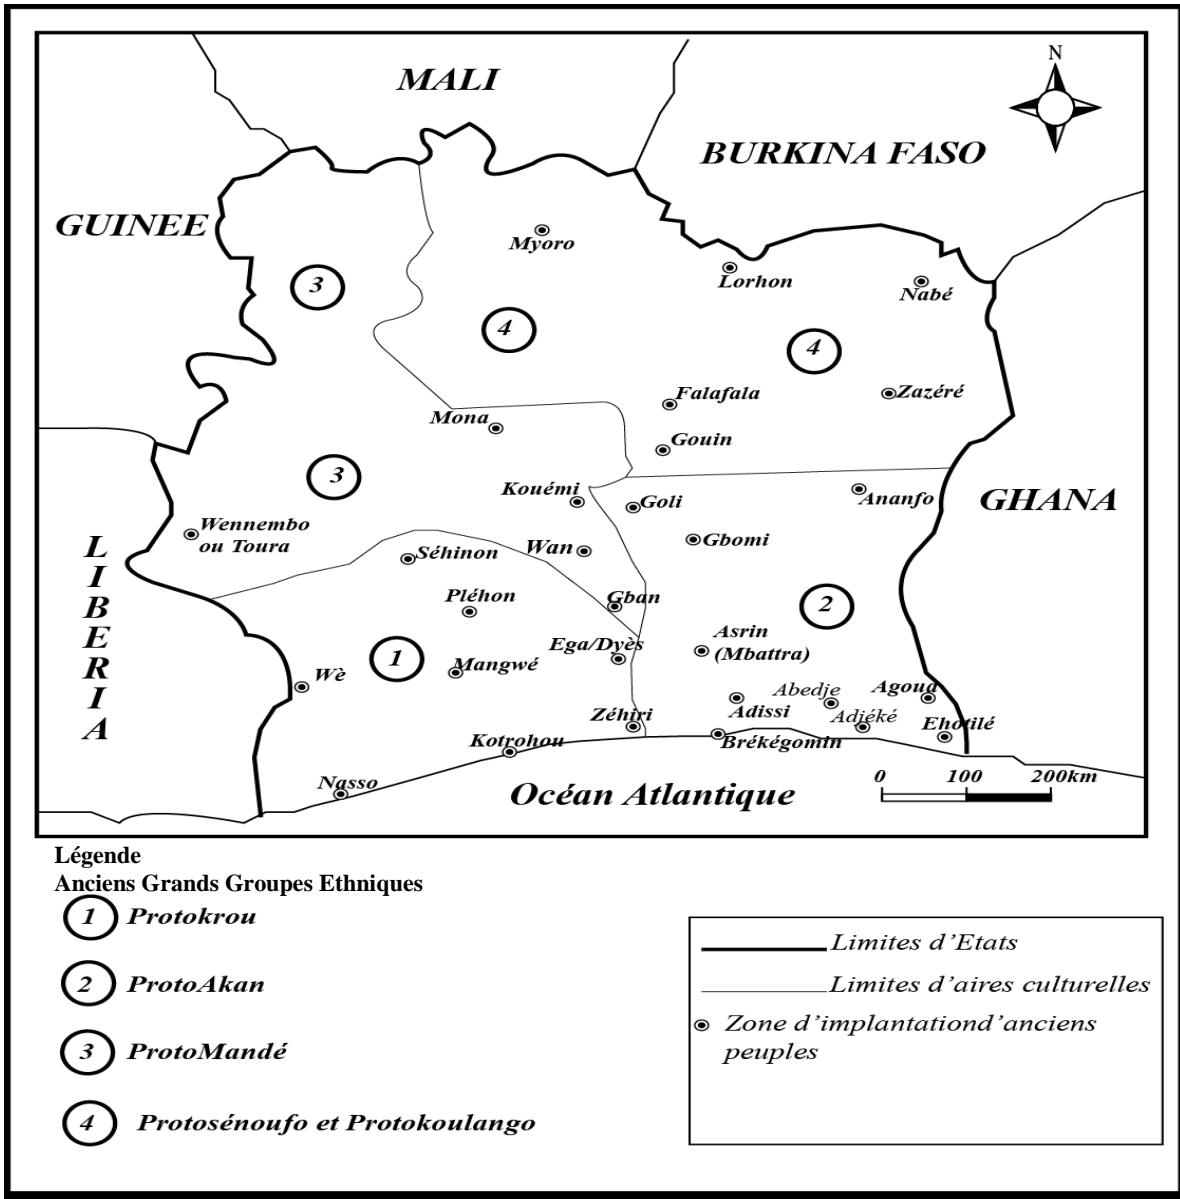 N
MALI
BURKINA FASO
GUINEE
Myoro
Lorhon
Nabé
3
4
4
Falafala
Zazéré
Mona
Gouin
3
Kouémi
Goli
Ananfo
GHANA
Wennembo
ou Toura
LIBERIA
Séhinon
Wan
Gbomi
Pléhon
Gban
2
Ega/Dyès
Asrin
(Mbattra)
1
Mangwé
Wè
Abedje
Agoua
Zéhiri
Adissi
Adjéké
Ehotilé
Kotrohou
Brékégomin
Nasso
Océan Atlantique
0 100 200km
Légende
Anciens Grands Groupes Ethniques
1 Protokrou
2 ProtoAkan
3 ProtoMandé
4 Protosénoufo et Protokoulango
Limites d'Etats
Limites d'aires culturelles
Zone d'implantationd'anciens
peuples